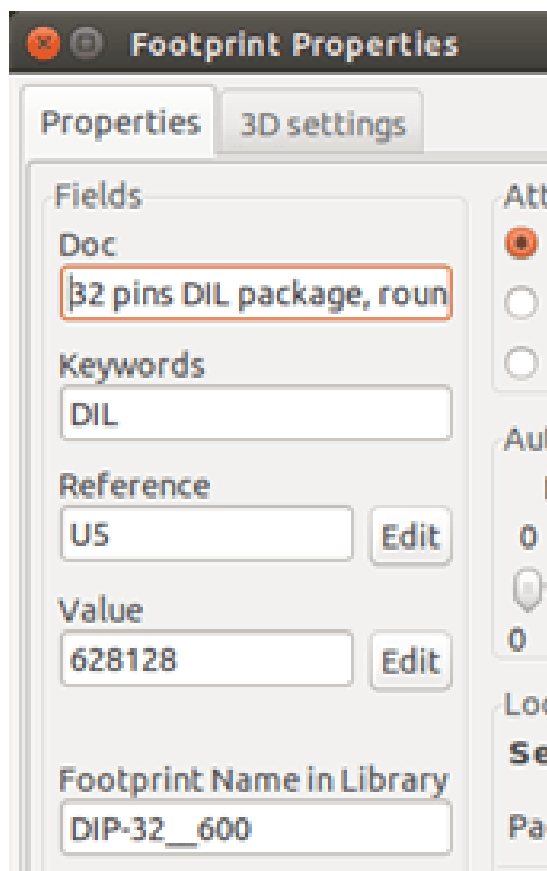 Footprint Properties
Properties 3D settings
Fields
Doc
32 pins DIL package, roun
Keywords
DIL
Reference
U5 Edit
0
Value
0
628128 Edit
Footprint Name in Library
DIP-32__600